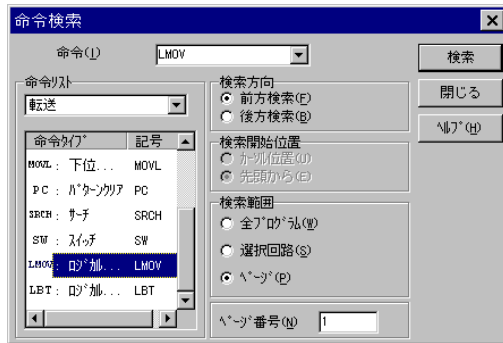 命令検索
命令(I) LMOV
検索
閉じる
ﾍﾙﾌﾟ(H)
命令ﾘｽﾄ
転送
命令ﾀｲﾌﾟ 記号
MOVL : 下位... MOVL
PC : ﾊﾟﾀｰﾝｸﾘｱ PC
SRCH : ｻｰﾁ SRCH
SW : ｽｲｯﾁ SW
LMOV: ﾛｼﾞｶﾙ... LMOV
LBT : ﾛｼﾞｶﾙ... LBT
検索方向
前方検索(F)
後方検索(B)
検索開始位置
ｶｰｿﾙ位置(U)
先頭から(E)
検索範囲
全ﾌﾟﾛｸﾞﾗﾑ(W)
選択回路(S)
ﾍﾟｰｼﾞ(P)
ﾍﾟｰｼﾞ番号(N) 1